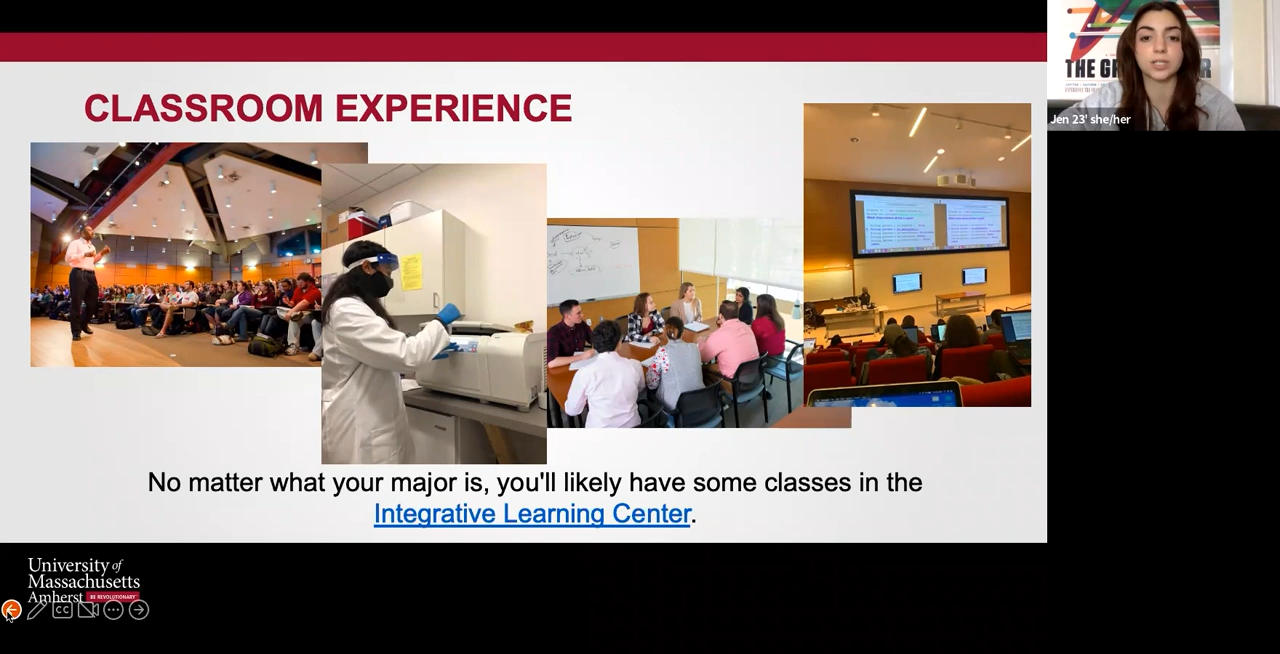 CLASSROOM EXPERIENCE
THE GR
R
Jen 23' she/her
No matter what your major is, you'll likely have some classes in the
Integrative Learning Center.
University of
Massachusetts
Amherst BE REVOLUTIONARY
CC